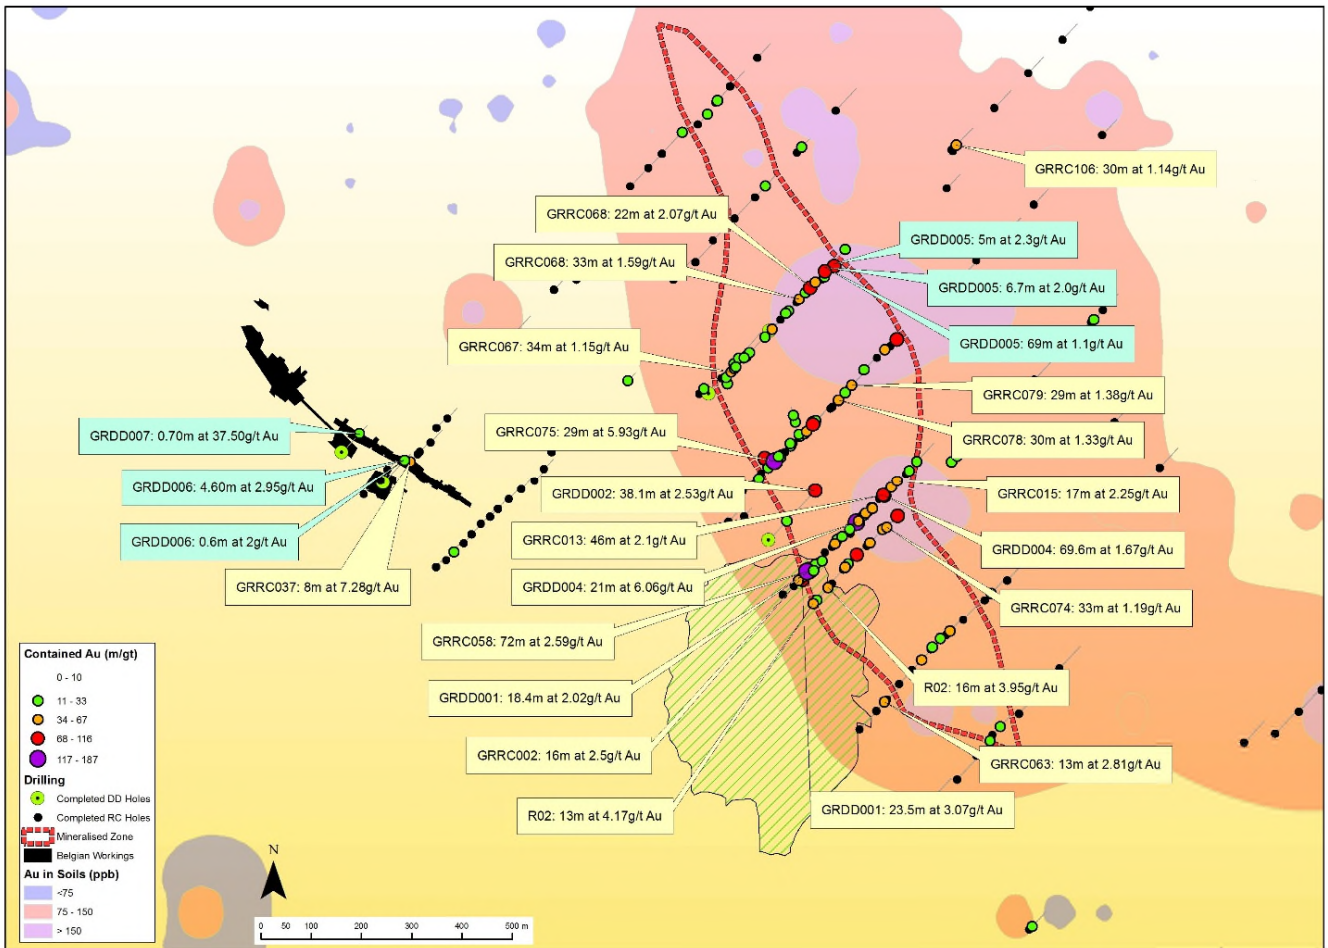 GRRC106: 30m at 1.14g/t Au
GRRC068: 22m at 2.07g/t Au
GRDD005: 5m at 2.3g/t Au
GRRC068: 33m at 1.59g/t Au
GRDD005: 6.7m at 2.0g/t Au
GRRC067: 34m at 1.15g/t Au
GRDD005: 69m at 1.1g/t Au
GRRC079: 29m at 1.38g/t Au
GRDD007: 0.70m at 37.50g/t Au
GRRC075: 29m at 5.93g/t Au
GRRC078: 30m at 1.33g/t Au
GRDD006: 4.60m at 2.95g/t Au
GRDD002: 38.1m at 2.53g/t Au
GRRC015: 17m at 2.25g/t Au
GRDD006: 0.6m at 2g/t Au
GRRC013: 46m at 2.1g/t Au
GRDD004: 69.6m at 1.67g/t Au
GRRC037: 8m at 7.28g/t Au
GRDD004: 21m at 6.06g/t Au
GRRC074: 33m at 1.19g/t Au
GRRC058: 72m at 2.59g/t Au
R02: 16m at 3.95g/t Au
GRDD001: 18.4m at 2.02g/t Au
GRRC002: 16m at 2.5g/t Au
GRRC063: 13m at 2.81g/t Au
R02: 13m at 4.17g/t Au
GRDD001: 23.5m at 3.07g/t Au
Contained Au (m/gt)
0 - 10
11 - 33
34 - 67
68 - 116
117 - 187
Drilling
Completed DD Holes
Completed RC Holes
Mineralised Zone
Belgian Workings
Au in Soils (ppb)
<75
75 - 150
> 150
N
0 50 100 200 300 400 500 m